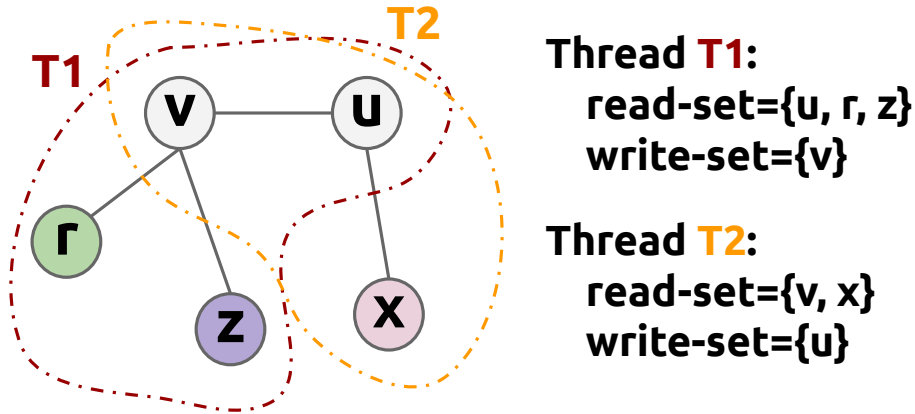 T2
T1
v
u
r
z
x
Thread T1:
read-set={u, r, z}
write-set={v}
Thread T2:
read-set={v, x}
write-set={u}